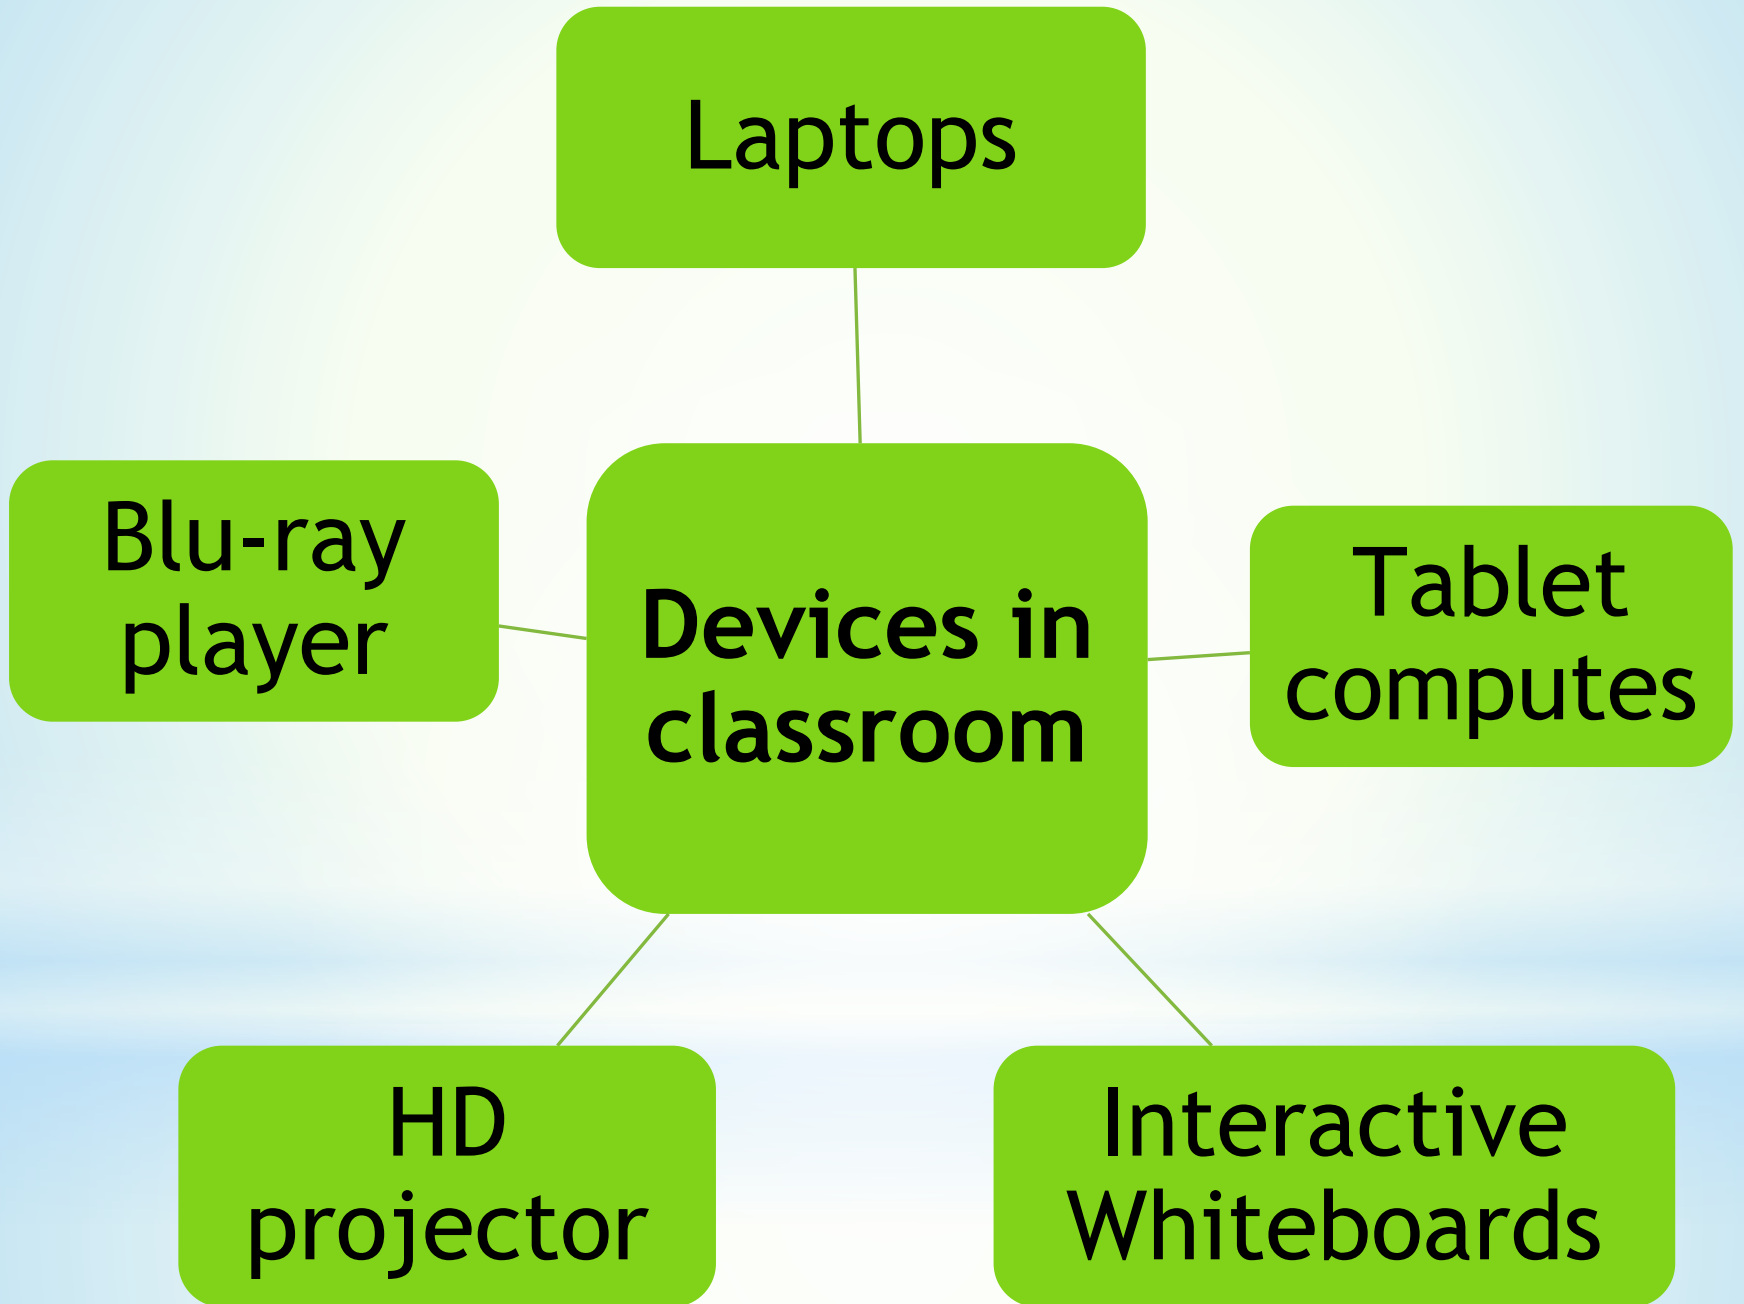 Laptops
Blu-ray
player
Devices in
classroom
Tablet
computes
HD
projector
Interactive
Whiteboards